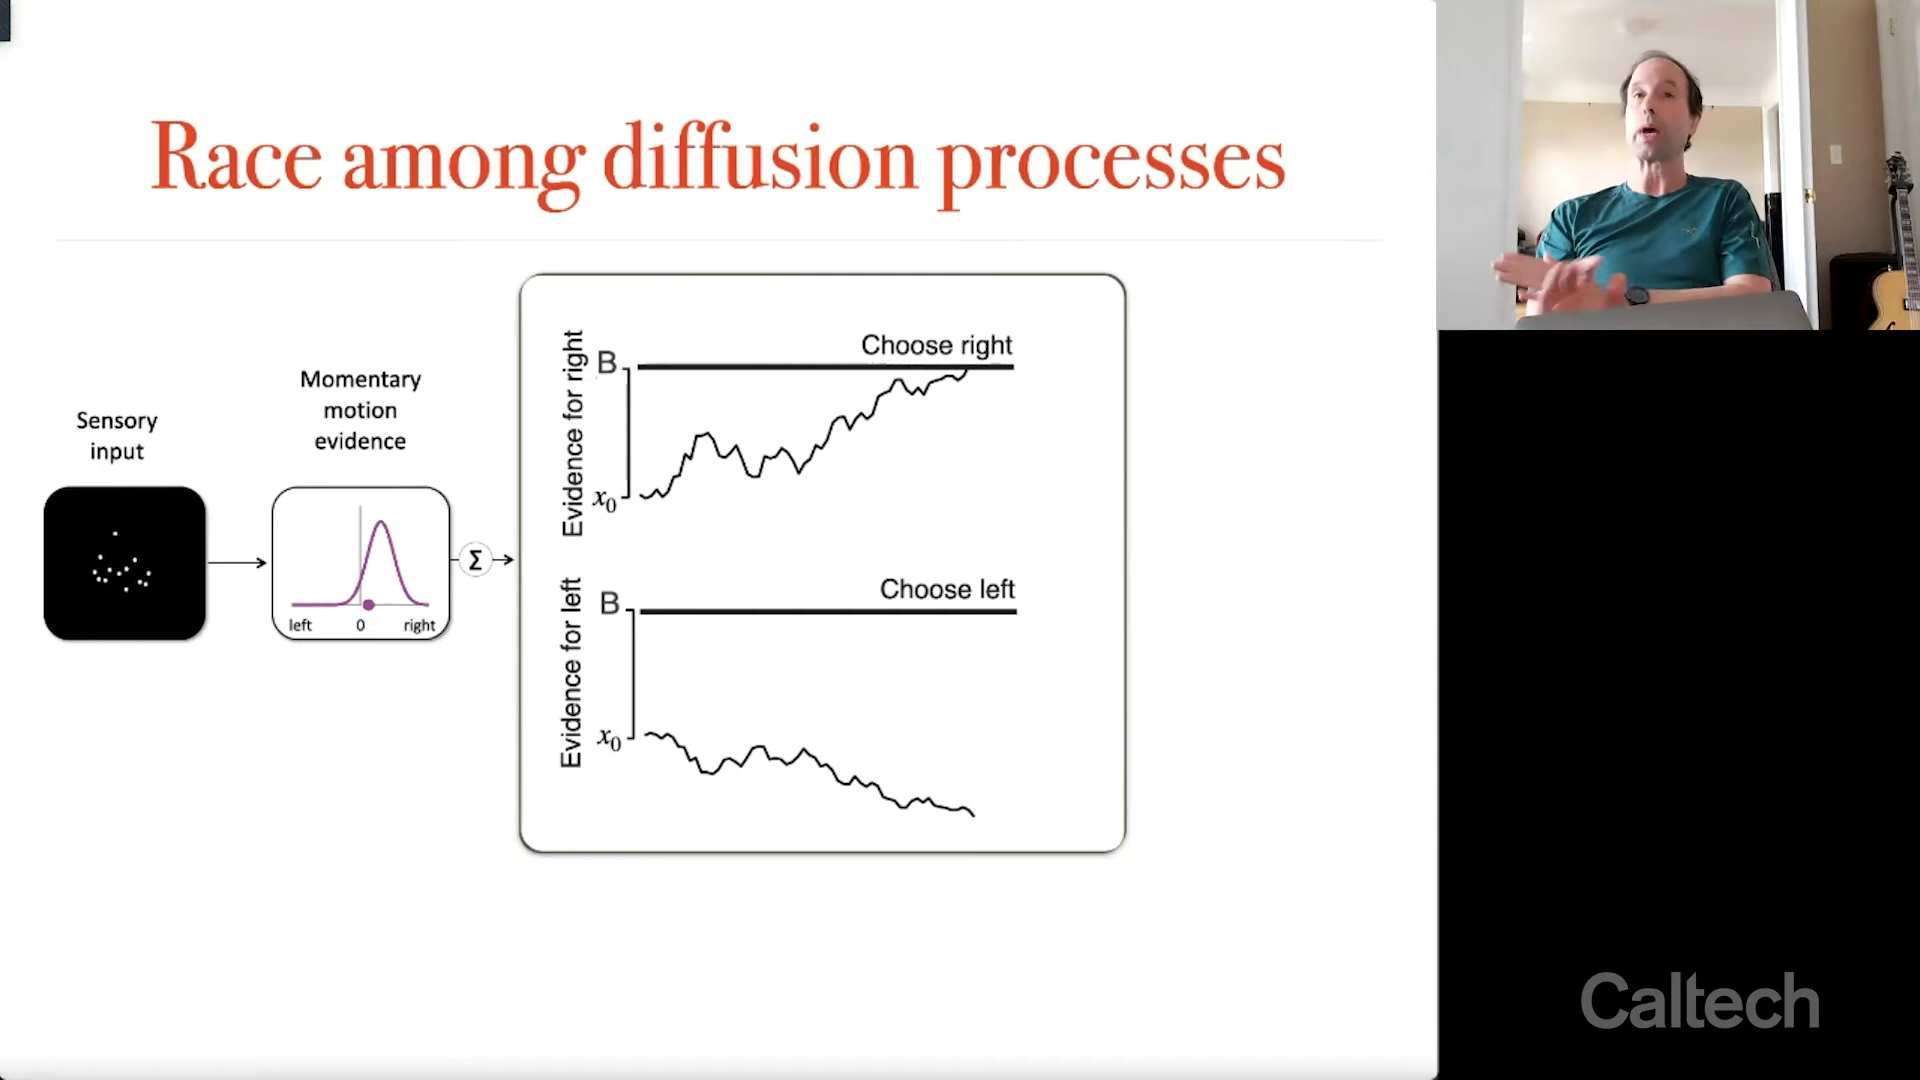 Race among diffusion processes
Sensory
input
Momentary
motion
evidence
left 0 right
Σ
Evidence for right
B
x0
Choose right
Evidence for left
B
x0
Choose left
Caltech